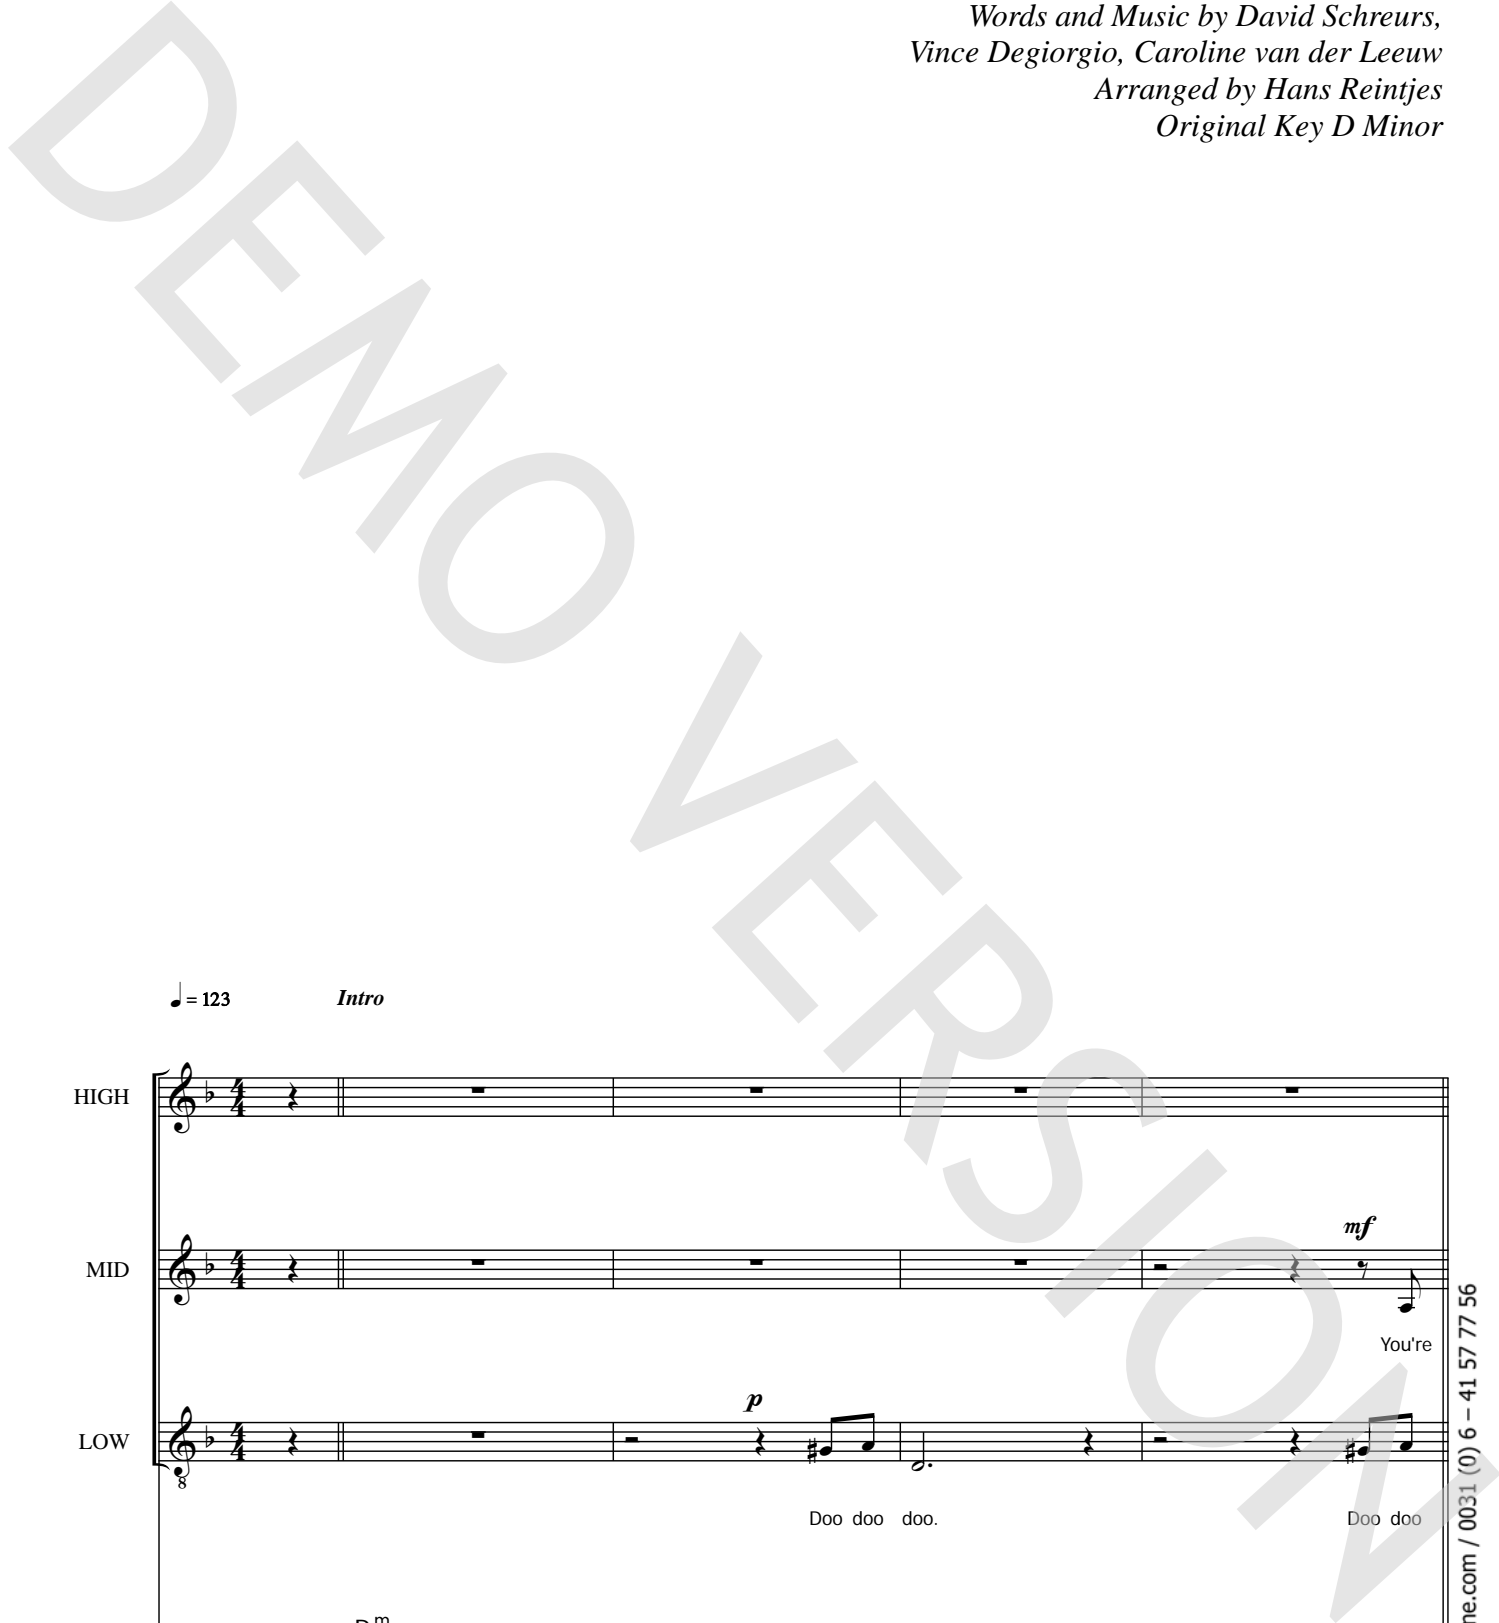 Words and Music by David Schreurs,
Vince Degiorgio, Caroline van der Leeuw
Arranged by Hans Reintjes
Original Key D Minor
DEMO VERSION
= 123
Intro
HIGH
MID
mf
You're
LOW
p
8
Doo doo doo.
Doo doo
Dm
ne.com / 0031 (0) 6 – 41 57 77 56